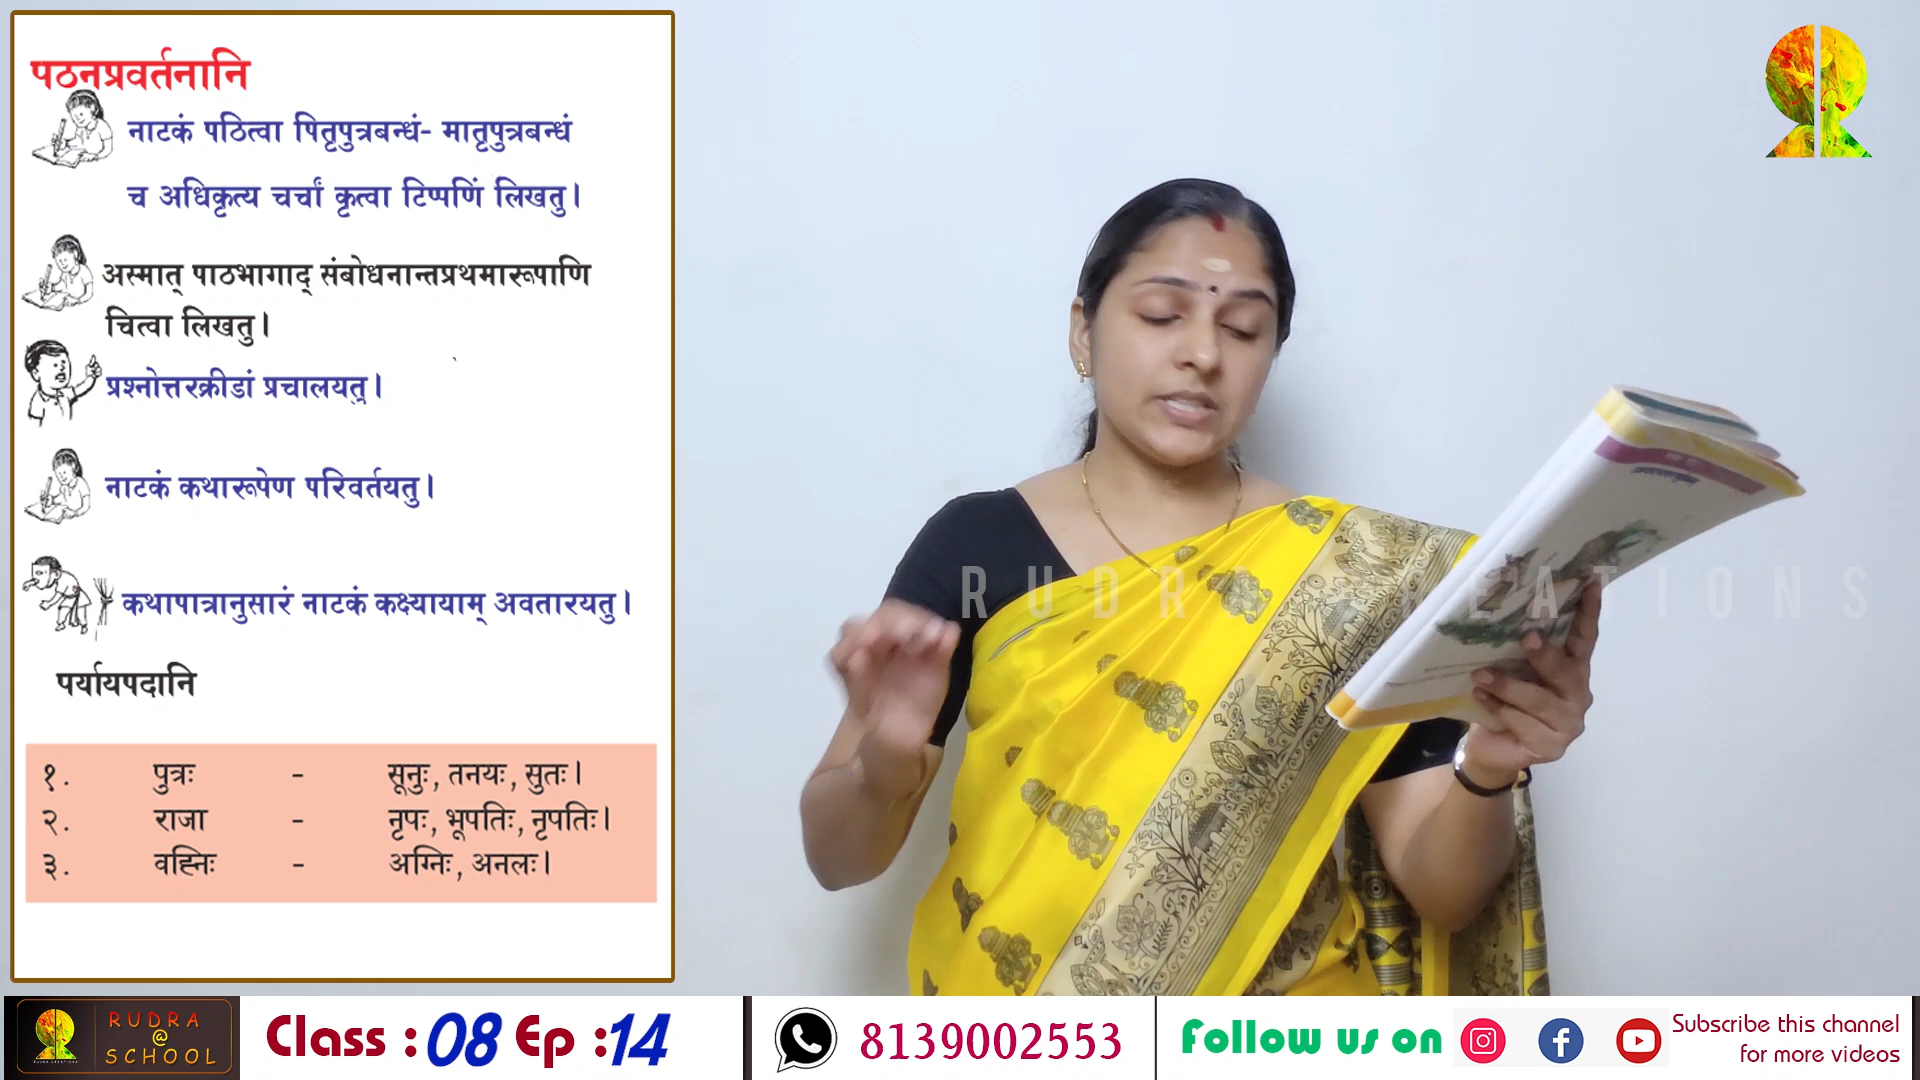 पठनप्रवर्तनानि
नाटकं पठित्वा पितृपुत्रबन्धं- मातृपुत्रबन्धं
च अधिकृत्य चर्चां कृत्वा टिप्पणिं लिखतु।
अस्मात् पाठभागाद् संबोधनान्तप्रथमारूपाणि
चित्वा लिखतु।
प्रश्नोत्तरक्रीडां प्रचालयतु।
नाटकं कथारूपेण परिवर्तयतु।
कथापात्रानुसारं नाटकं कक्ष्यायाम् अवतारयतु।
पर्यायपदानि
१. पुत्रः - सूनुः, तनयः, सुतः।
२. राजा - नृपः, भूपतिः, नृपतिः।
३. वह्निः - अग्निः, अनलः।
RUDRA CREATIONS
RUDRA
@
SCHOOL
Class : 08 Ep :14
8139002553
Follow us on
Subscribe this channel
for more videos